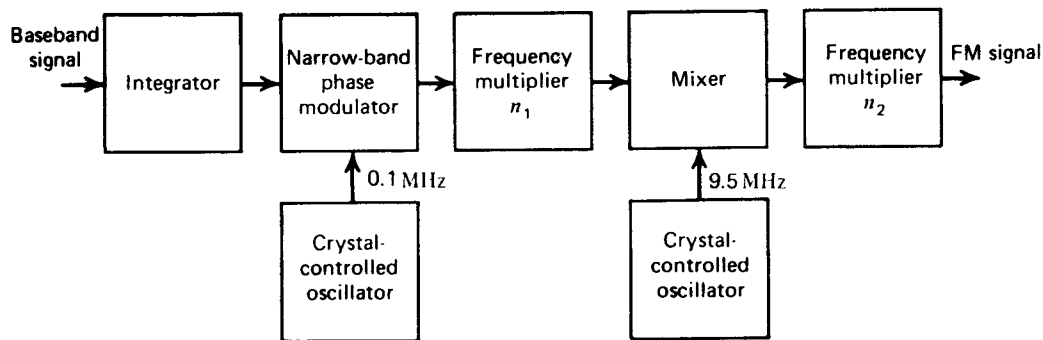 Baseband
signal
Integrator
Narrow-band
phase
modulator
Frequency
multiplier
n₁
Mixer
Frequency
multiplier
n₂
FM signal
0.1 MHz
9.5 MHz
Crystal-
controlled
oscillator
Crystal-
controlled
oscillator